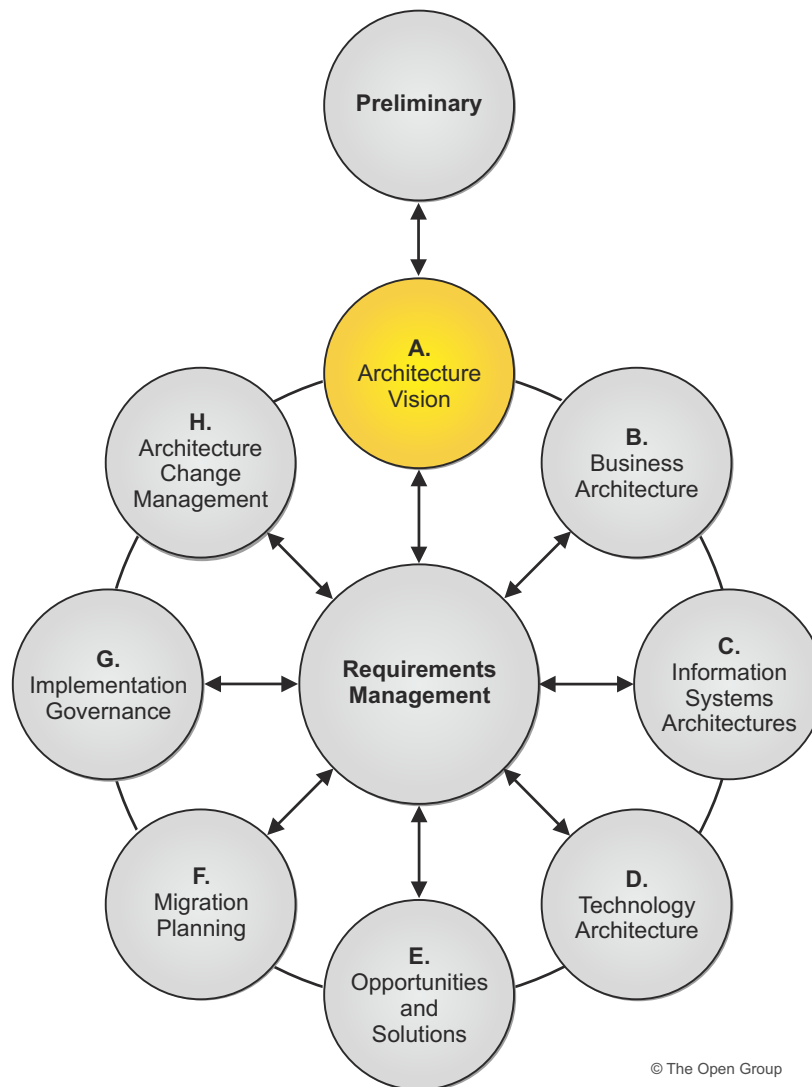 Preliminary
A.
Architecture
Vision
H.
Architecture
Change
Management
B.
Business
Architecture
G.
Implementation
Governance
Requirements
Management
C.
Information
Systems
Architectures
F.
Migration
Planning
D.
Technology
Architecture
E.
Opportunities
and
Solutions
© The Open Group